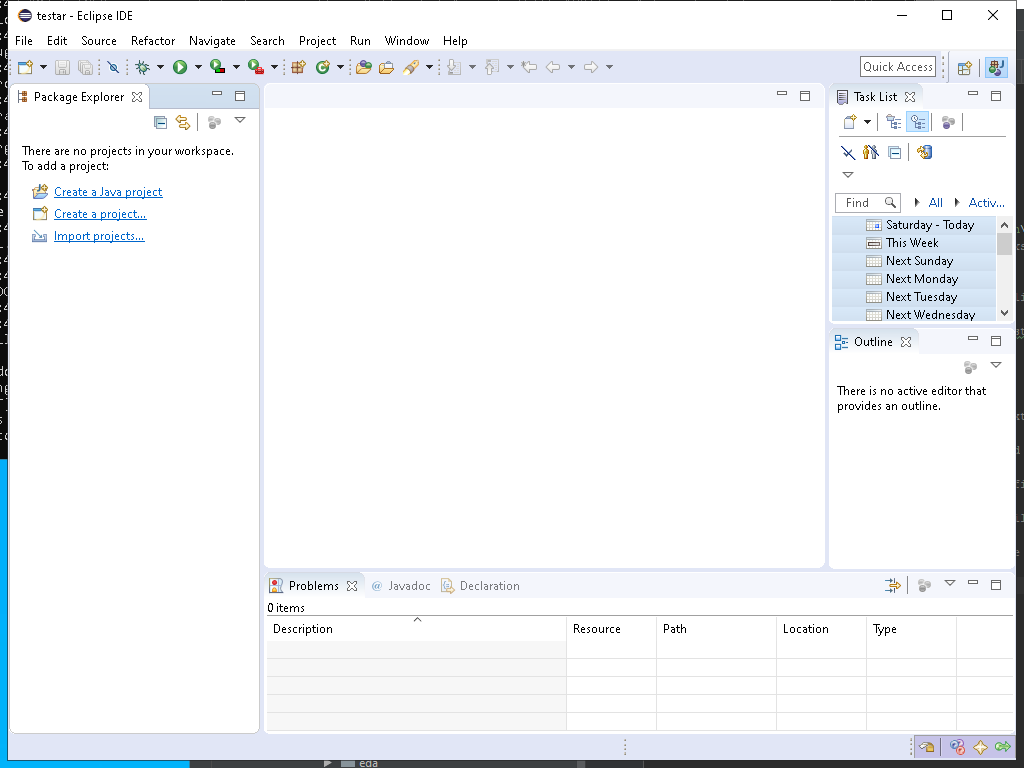 testar - Eclipse IDE
File Edit Source Refactor Navigate Search Project Run Window Help
Quick Access
Package Explorer
Task List
There are no projects in your workspace.
To add a project:
Create a Java project
Create a project...
Import projects...
Find All Activ...
Saturday - Today
This Week
Next Sunday
Next Monday
Next Tuesday
Next Wednesday
Outline
There is no active editor that
provides an outline.
Problems @ Javadoc Declaration
0 items
Description Resource Path Location Type
eda